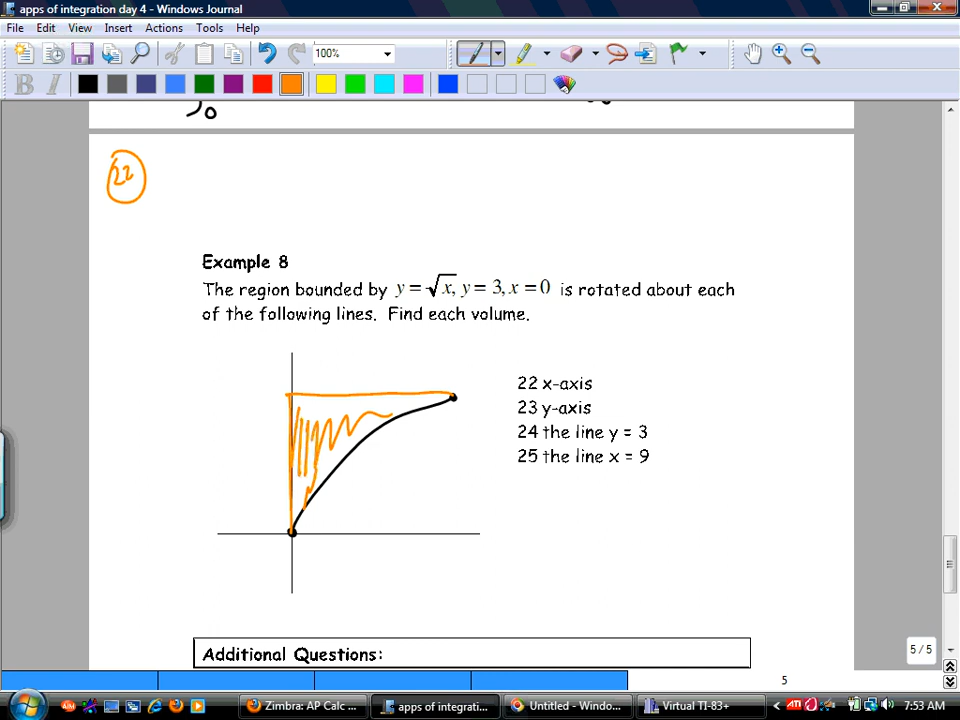 apps of integration day 4 - Windows Journal
File Edit View Insert Actions Tools Help
100%
B I
22
Example 8
The region bounded by y = √x, y = 3, x = 0 is rotated about each
of the following lines. Find each volume.
22 x-axis
23 y-axis
24 the line y = 3
25 the line x = 9
Additional Questions:
5 / 5
5
Zimbra: AP Calc ...
apps of integrati...
Untitled - Windo...
Virtual TI-83+
ATI
7:53 AM